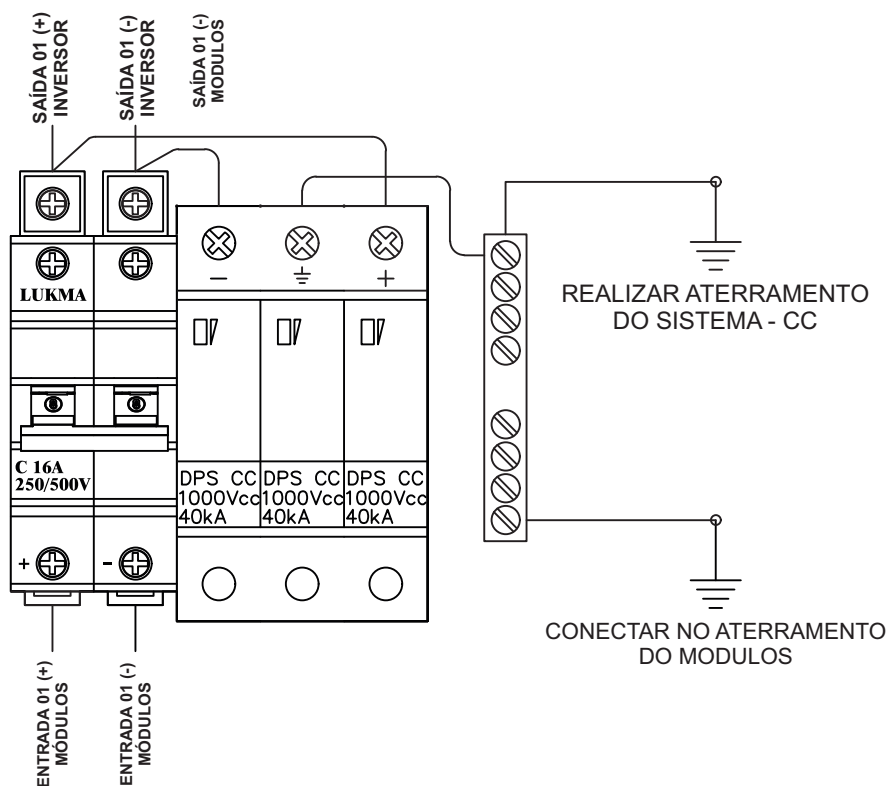 SAÍDA 01 (+)
INVERSOR
SAÍDA 01 (-)
INVERSOR
SAÍDA 01 (-)
MODULOS
LUKMA
- +
REALIZAR ATERRAMENTO
DO SISTEMA - CC
C 16A
250/500V
DPS CC
1000Vcc
40kA
DPS CC
1000Vcc
40kA
DPS CC
1000Vcc
40kA
+ -
CONECTAR NO ATERRAMENTO
DO MODULOS
ENTRADA 01 (+)
MÓDULOS
ENTRADA 01 (-)
MÓDULOS